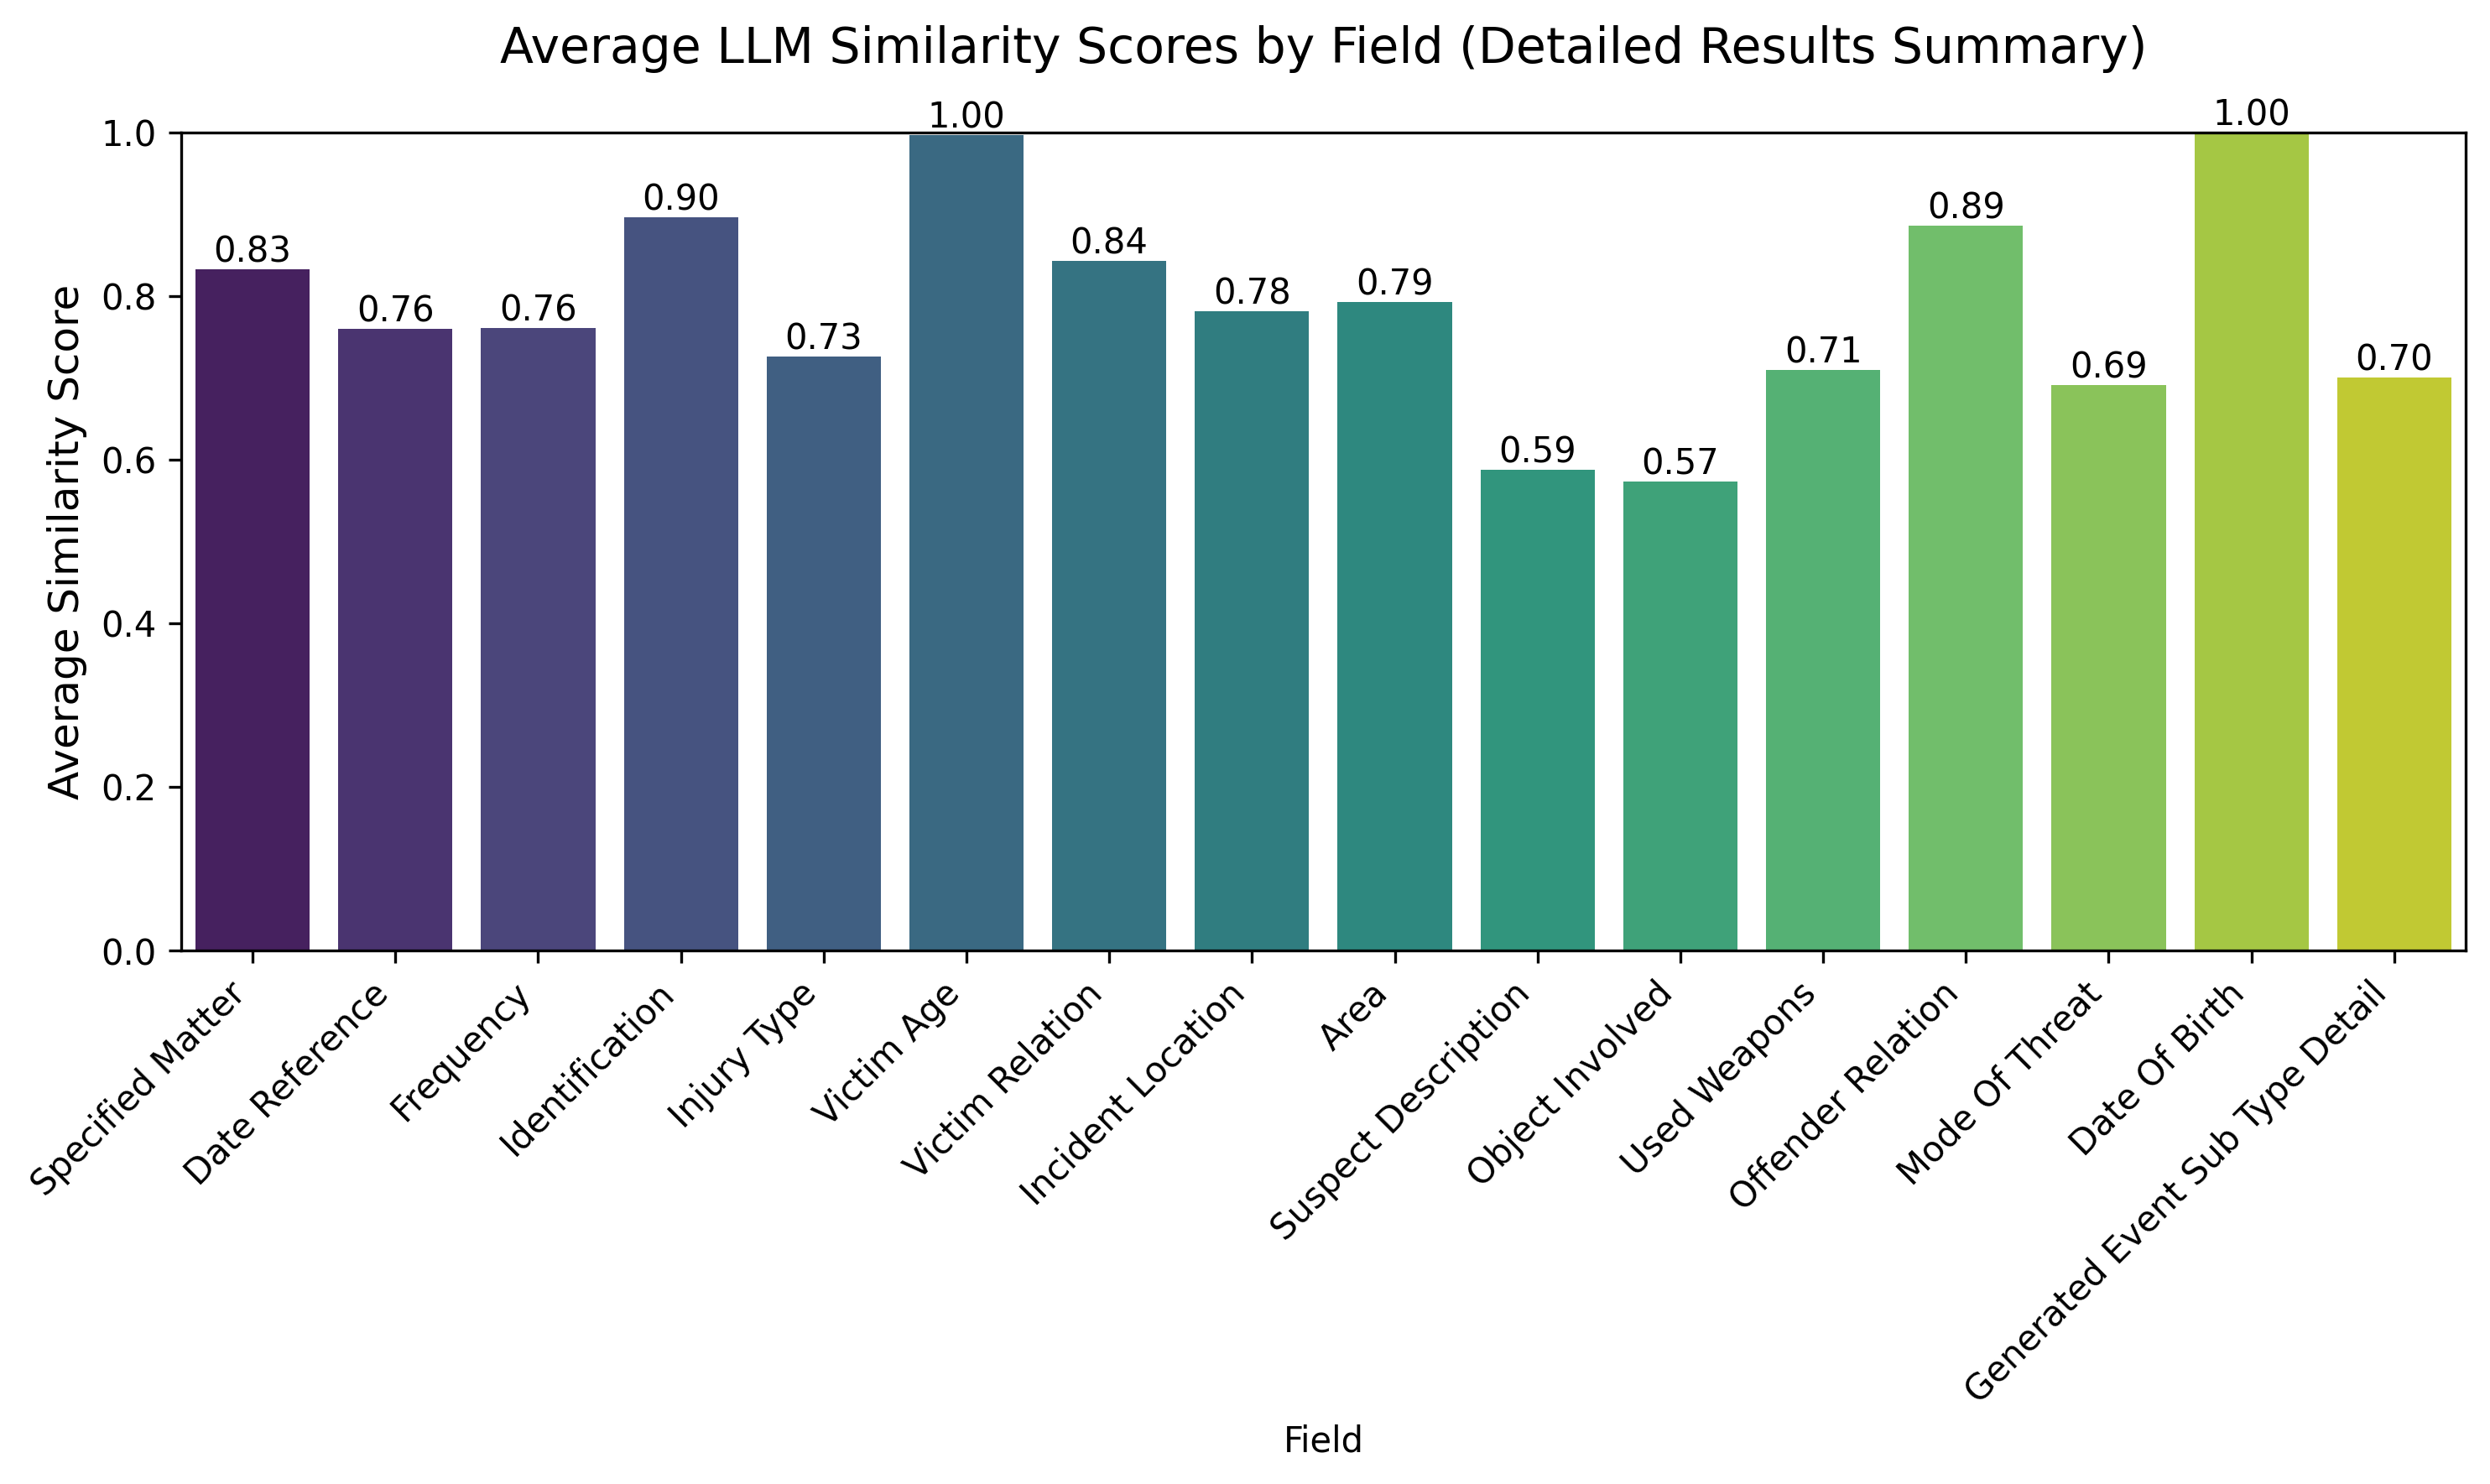 Average LLM Similarity Scores by Field (Detailed Results Summary)
Average Similarity Score
1.0
0.8
0.6
0.4
0.2
0.0
0.83
0.76
0.76
0.90
0.73
1.00
0.84
0.78
0.79
0.59
0.57
0.71
0.89
0.69
1.00
0.70
Specified Matter
Date Reference
Frequency
Identification
Injury Type
Victim Age
Victim Relation
Incident Location
Area
Suspect Description
Object Involved
Used Weapons
Offender Relation
Mode Of Threat
Date Of Birth
Generated Event Sub Type Detail
Field